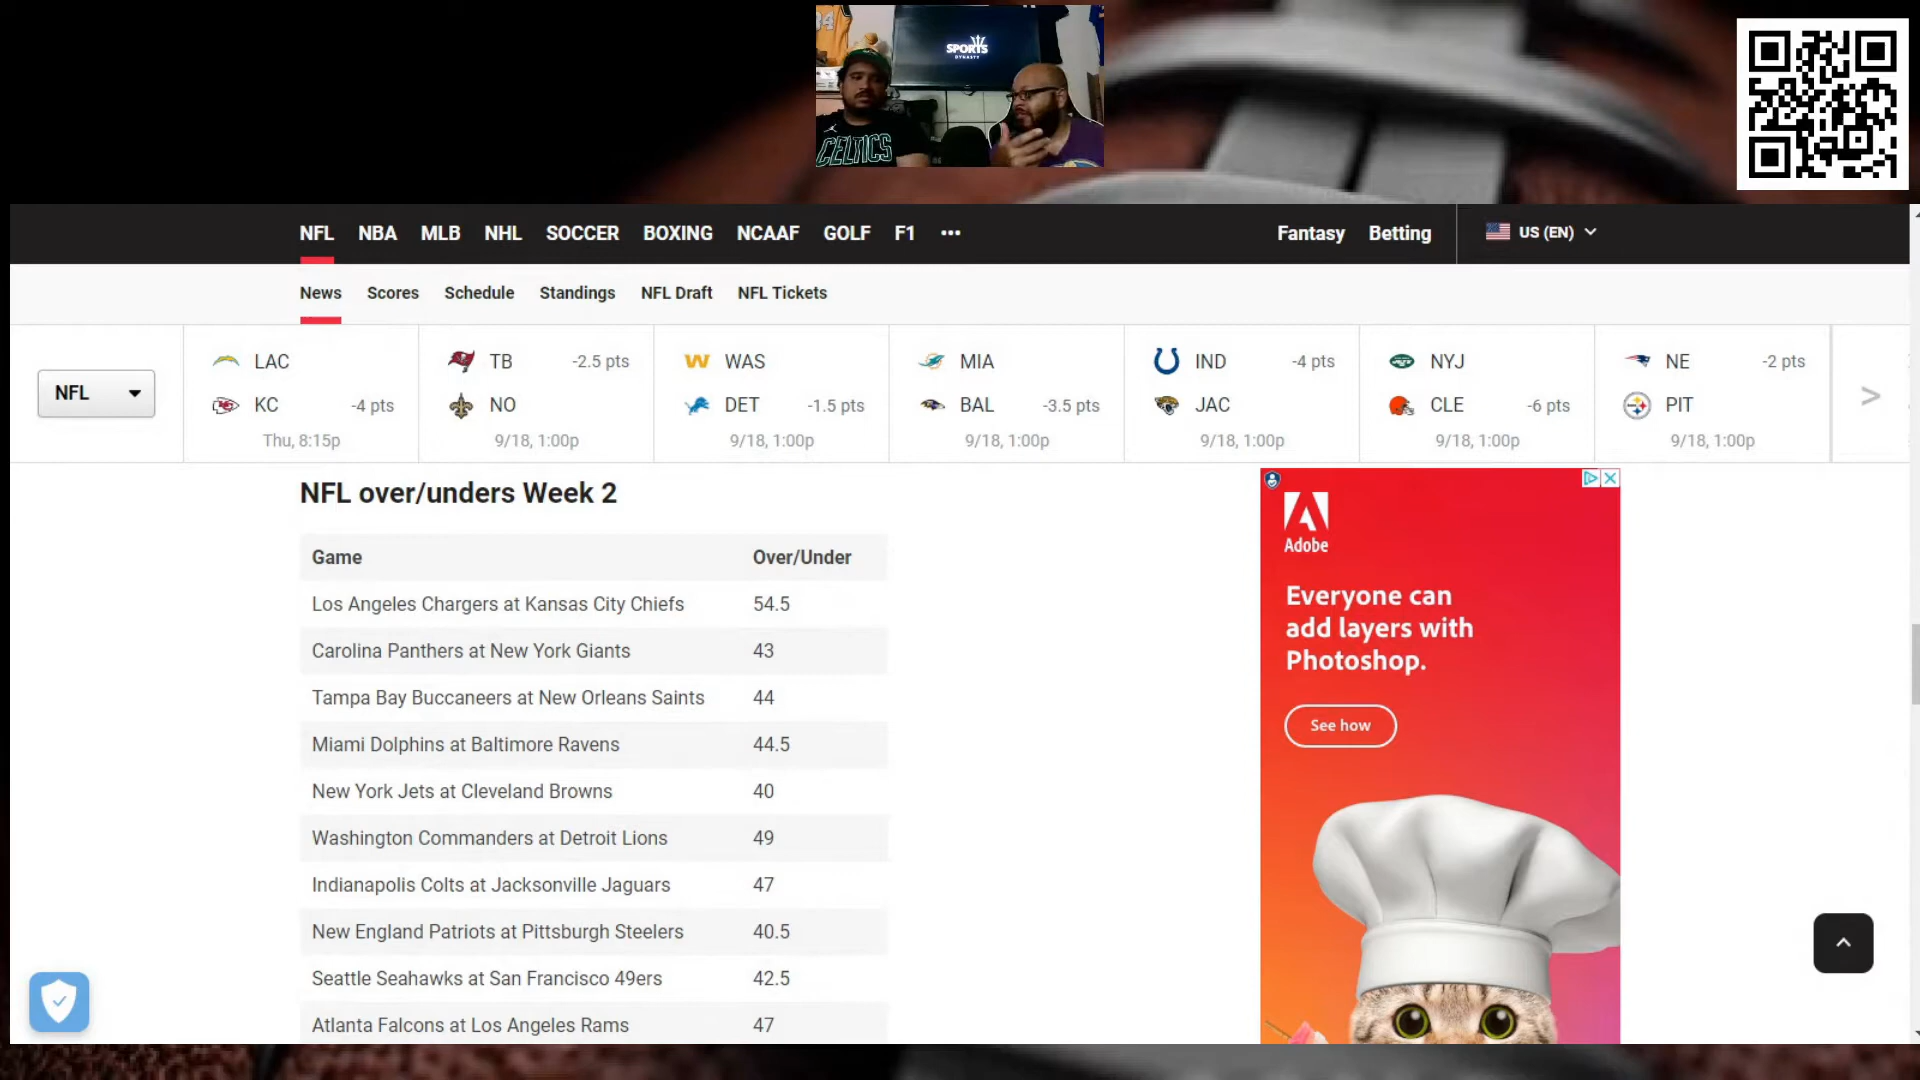 SPORTS
DYNASTY
CELTICS
NFL NBA MLB NHL SOCCER BOXING NCAAF GOLF F1 ••• Fantasy Betting US (EN)
News Scores Schedule Standings NFL Draft NFL Tickets
NFL
LAC
KC -4 pts
Thu, 8:15p
TB -2.5 pts
NO
9/18, 1:00p
WAS
DET -1.5 pts
9/18, 1:00p
MIA
BAL -3.5 pts
9/18, 1:00p
IND -4 pts
JAC
9/18, 1:00p
NYJ
CLE -6 pts
9/18, 1:00p
NE -2 pts
PIT
9/18, 1:00p
>
NFL over/unders Week 2
Game Over/Under
Los Angeles Chargers at Kansas City Chiefs 54.5
Carolina Panthers at New York Giants 43
Tampa Bay Buccaneers at New Orleans Saints 44
Miami Dolphins at Baltimore Ravens 44.5
New York Jets at Cleveland Browns 40
Washington Commanders at Detroit Lions 49
Indianapolis Colts at Jacksonville Jaguars 47
New England Patriots at Pittsburgh Steelers 40.5
Seattle Seahawks at San Francisco 49ers 42.5
Atlanta Falcons at Los Angeles Rams 47
Adobe
Everyone can
add layers with
Photoshop.
See how